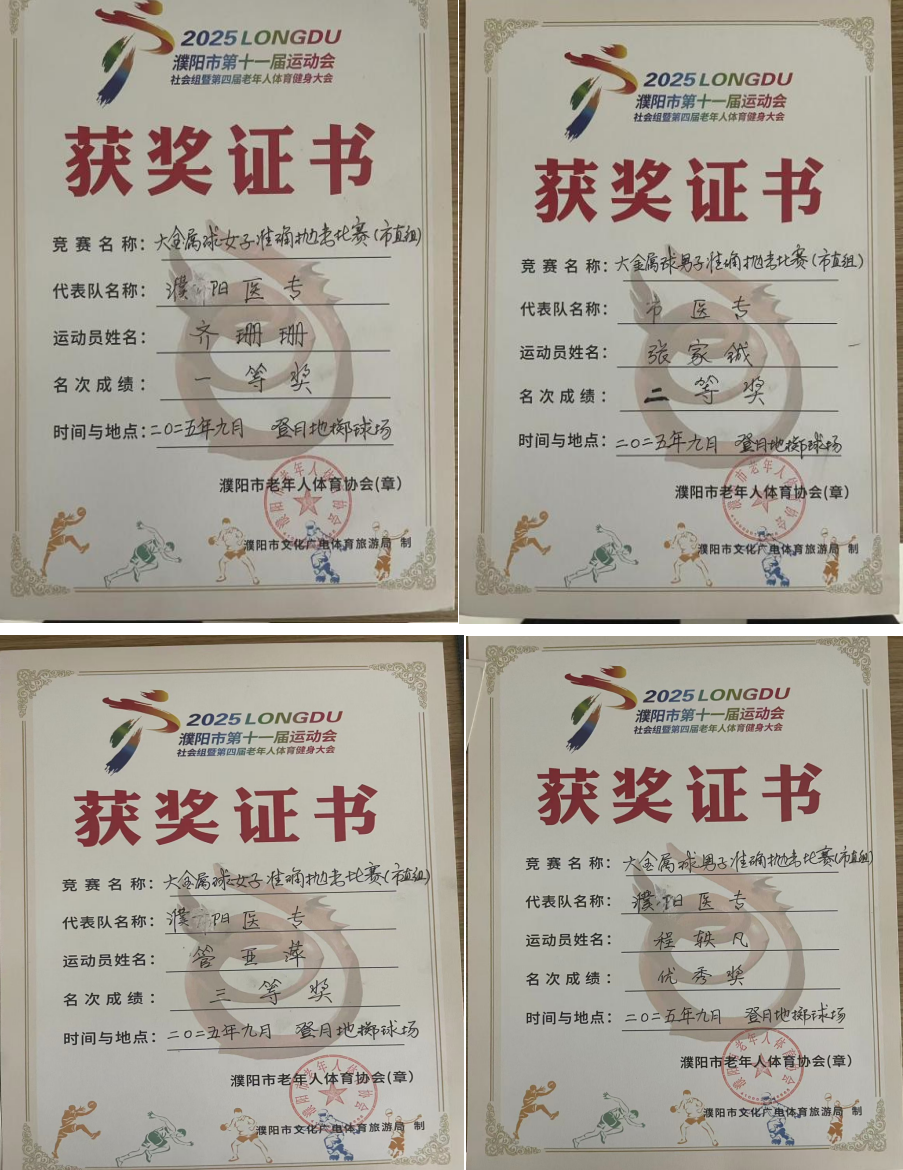 2025 LONGDU
濮阳市第十一届运动会
社会组暨第四届老年人体育健身大会
获奖证书
竞赛名称：大金属球女子准确抛击比赛(市直组)
代表队名称：濮阳医专
运动员姓名：齐珊珊
名次成绩：一等奖
时间与地点：二〇二五年九月 登月地掷球场
濮阳市老年人体育协会(章)
濮阳市文化广电体育旅游局 制
2025 LONGDU
濮阳市第十一届运动会
社会组暨第四届老年人体育健身大会
获奖证书
竞赛名称：大金属球男子准确抛击比赛(市直组)
代表队名称：市医专
运动员姓名：张家铖
名次成绩：二等奖
时间与地点：二〇二五年九月 登月地掷球场
濮阳市老年人体育协会(章)
濮阳市文化广电体育旅游局 制
2025 LONGDU
濮阳市第十一届运动会
社会组暨第四届老年人体育健身大会
获奖证书
竞赛名称：大金属球女子准确抛击比赛(市直组)
代表队名称：濮阳医专
运动员姓名：管亚萍
名次成绩：三等奖
时间与地点：二〇二五年九月 登月地掷球场
濮阳市老年人体育协会(章)
濮阳市文化广电体育旅游局 制
2025 LONGDU
濮阳市第十一届运动会
社会组暨第四届老年人体育健身大会
获奖证书
竞赛名称：大金属球男子准确抛击比赛(市直组)
代表队名称：濮阳医专
运动员姓名：程轶凡
名次成绩：优秀奖
时间与地点：二〇二五年九月 登月地掷球场
濮阳市老年人体育协会(章)
濮阳市文化广电体育旅游局 制